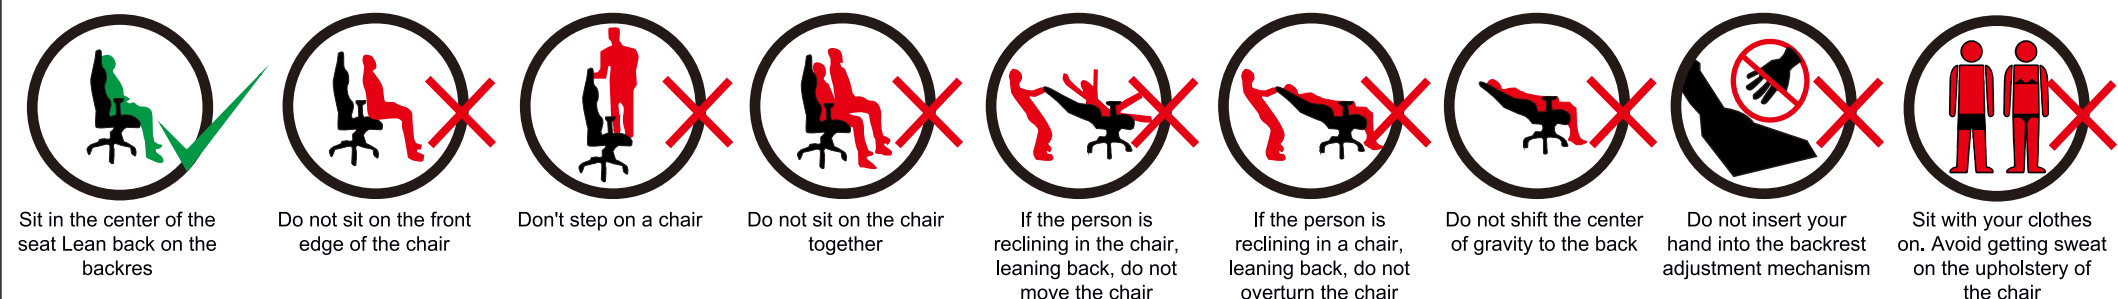 Sit in the center of the
seat Lean back on the
backres
Do not sit on the front
edge of the chair
Don't step on a chair
Do not sit on the chair
together
If the person is
reclining in the chair,
leaning back, do not
move the chair
If the person is
reclining in a chair,
leaning back, do not
overturn the chair
Do not shift the center
of gravity to the back
Do not insert your
hand into the backrest
adjustment mechanism
Sit with your clothes
on. Avoid getting sweat
on the upholstery of
the chair